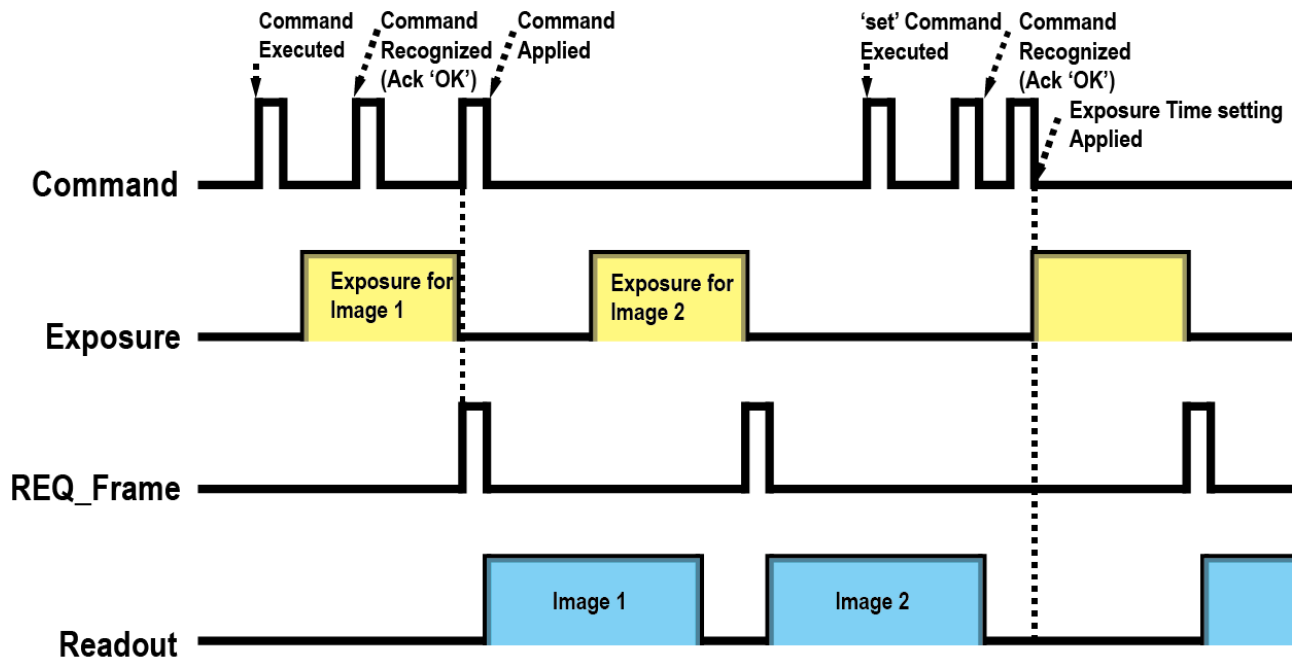 Command
Executed
Command
Recognized
(Ack ‘OK’)
Command
Applied
‘set’ Command
Executed
Command
Recognized
(Ack ‘OK’)
Exposure Time setting
Applied
Command
Exposure for
Image 1
Exposure for
Image 2
Exposure
REQ_Frame
Image 1
Image 2
Readout